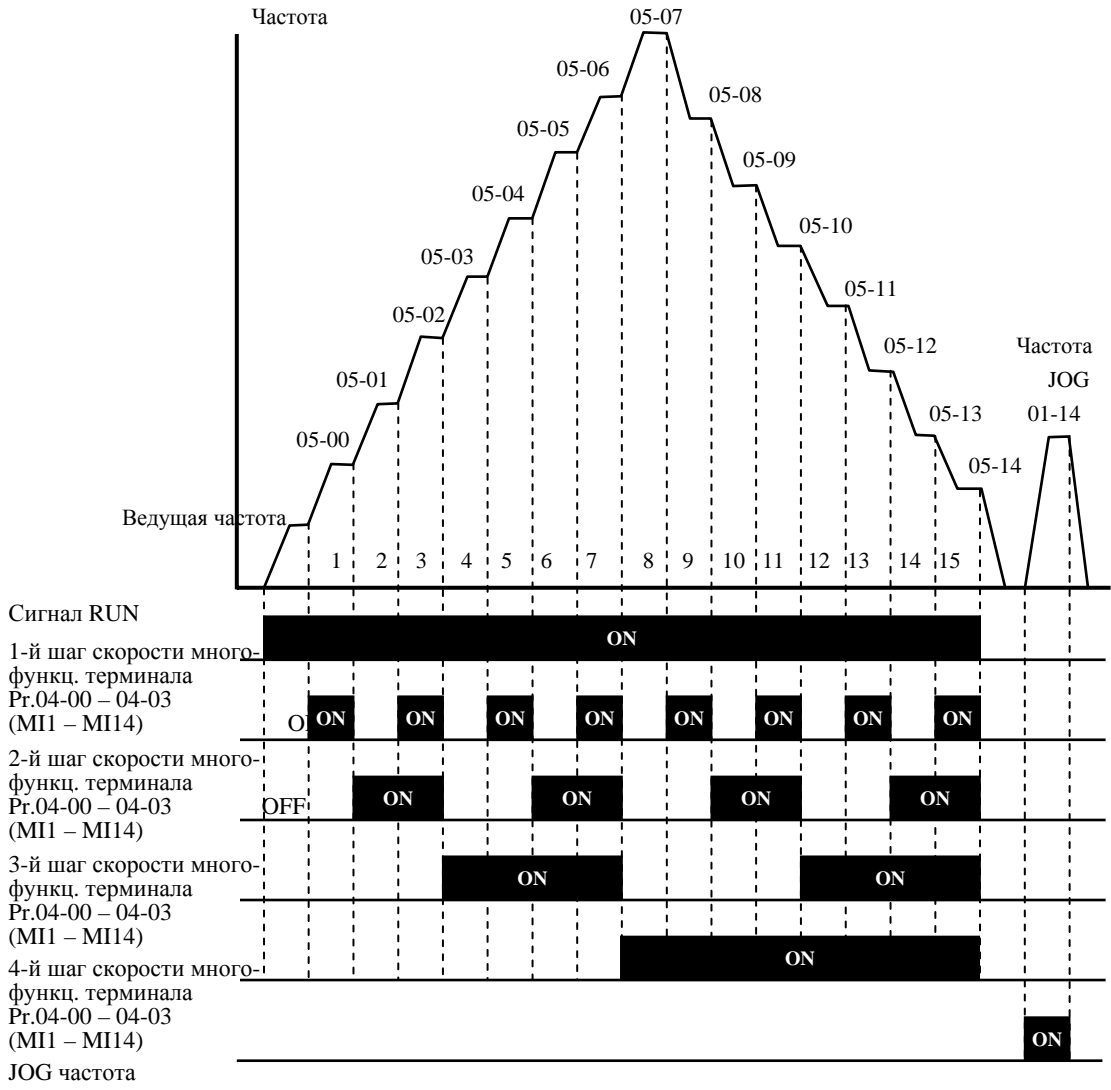 Частота
05-07
05-06
05-08
05-05
05-09
05-04
05-10
05-03
05-11
05-02
05-12
Частота
JOG
05-01
05-13
01-14
05-00
05-14
Ведущая частота
1 2 3 4 5 6 7 8 9 10 11 12 13 14 15
Сигнал RUN
ON
1-й шаг скорости много-
функц. терминала
Pr.04-00 – 04-03
(MI1 – MI14)
ON ON ON ON ON ON ON ON
2-й шаг скорости много-
функц. терминала
Pr.04-00 – 04-03
(MI1 – MI14)
OFF
ON ON ON ON
3-й шаг скорости много-
функц. терминала
Pr.04-00 – 04-03
(MI1 – MI14)
ON ON
4-й шаг скорости много-
функц. терминала
Pr.04-00 – 04-03
(MI1 – MI14)
ON
JOG частота
ON